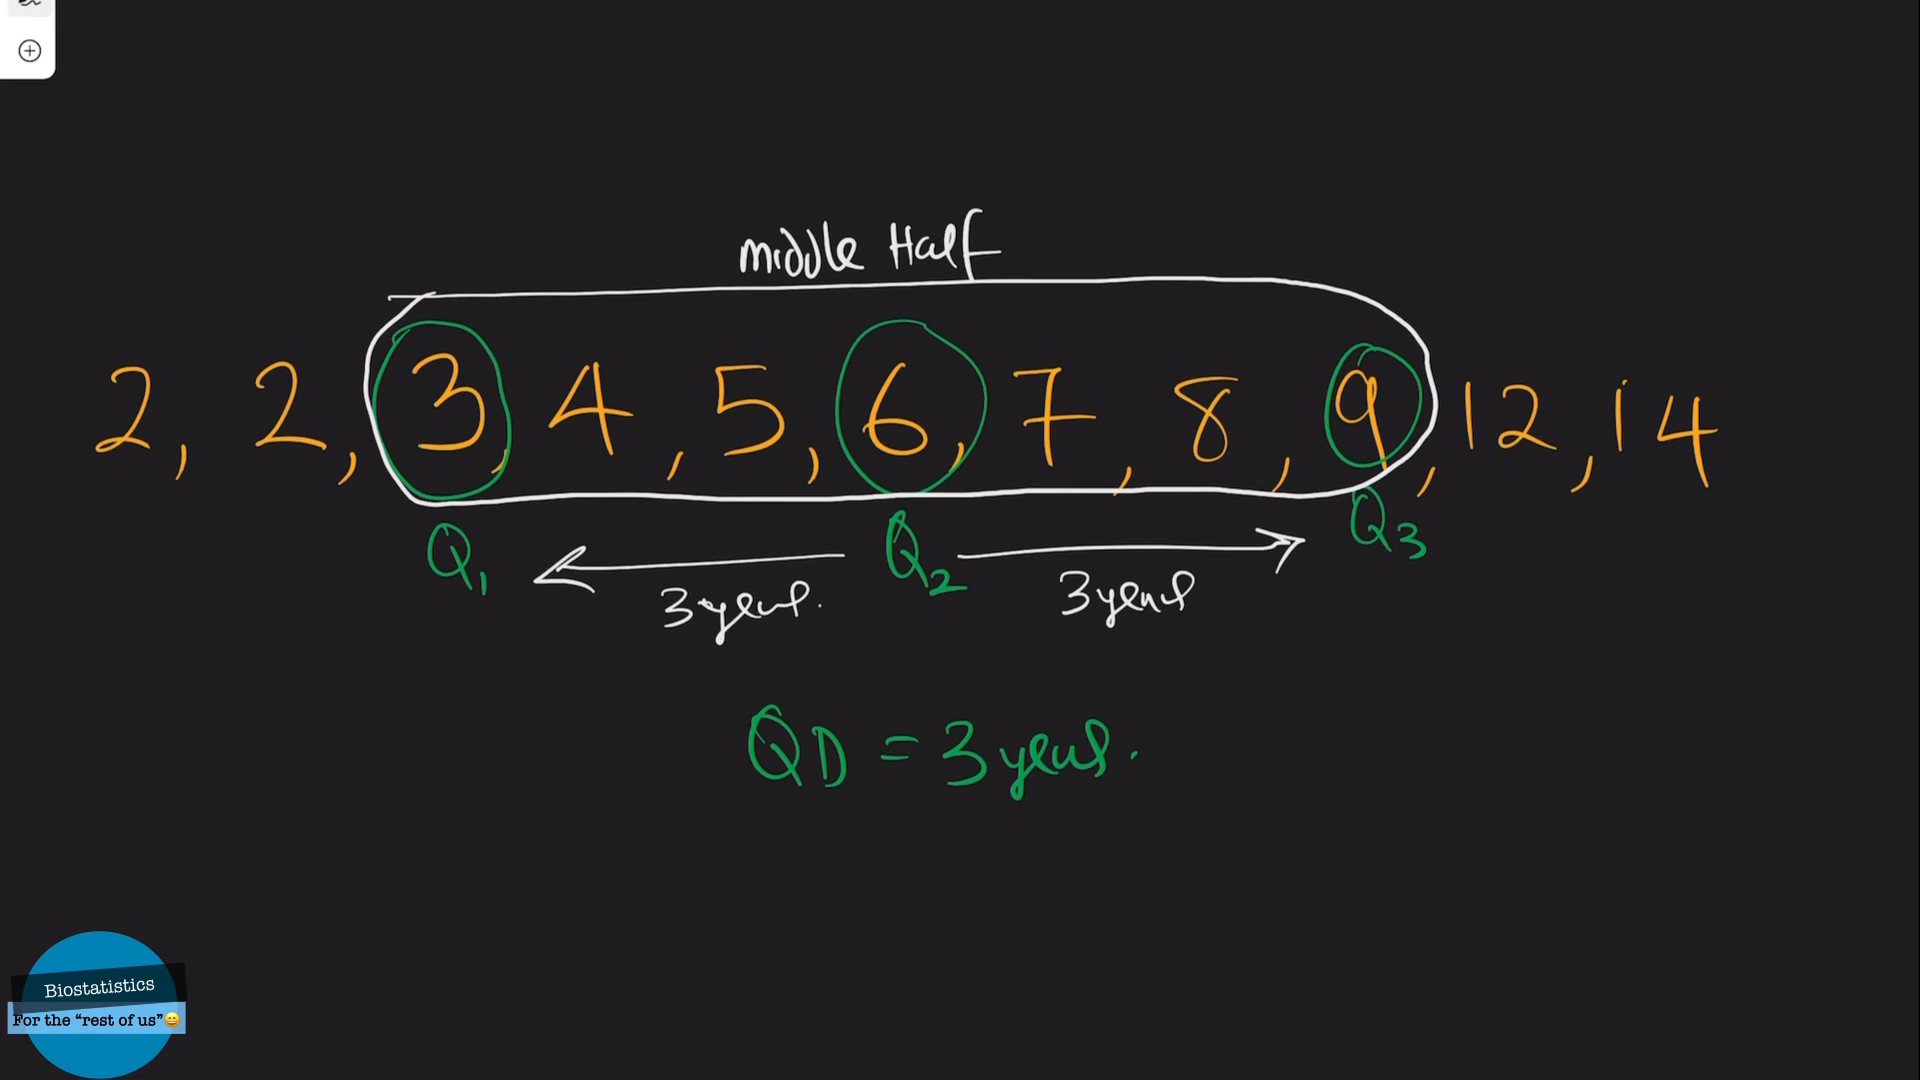 middle Half
2, 2, 3, 4, 5, 6, 7, 8, 9, 12, 14
Q1 Q2 Q3
3 years. 3 years
QD = 3 years.
Biostatistics
For the “rest of us”😄